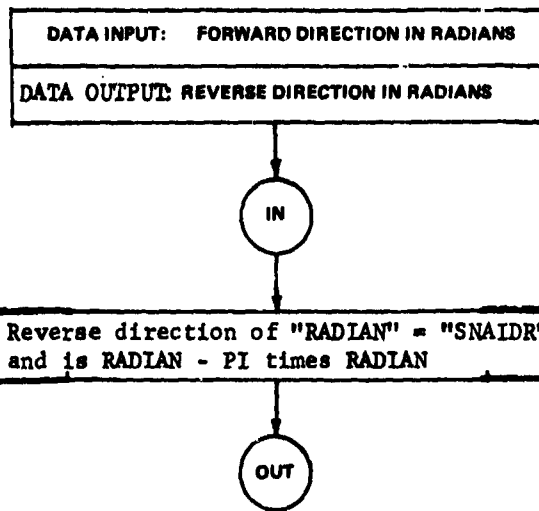 DATA INPUT: FORWARD DIRECTION IN RADIANS
DATA OUTPUT: REVERSE DIRECTION IN RADIANS
IN
Reverse direction of "RADIAN" = "SNAIDR"
and is RADIAN - PI times RADIAN
OUT